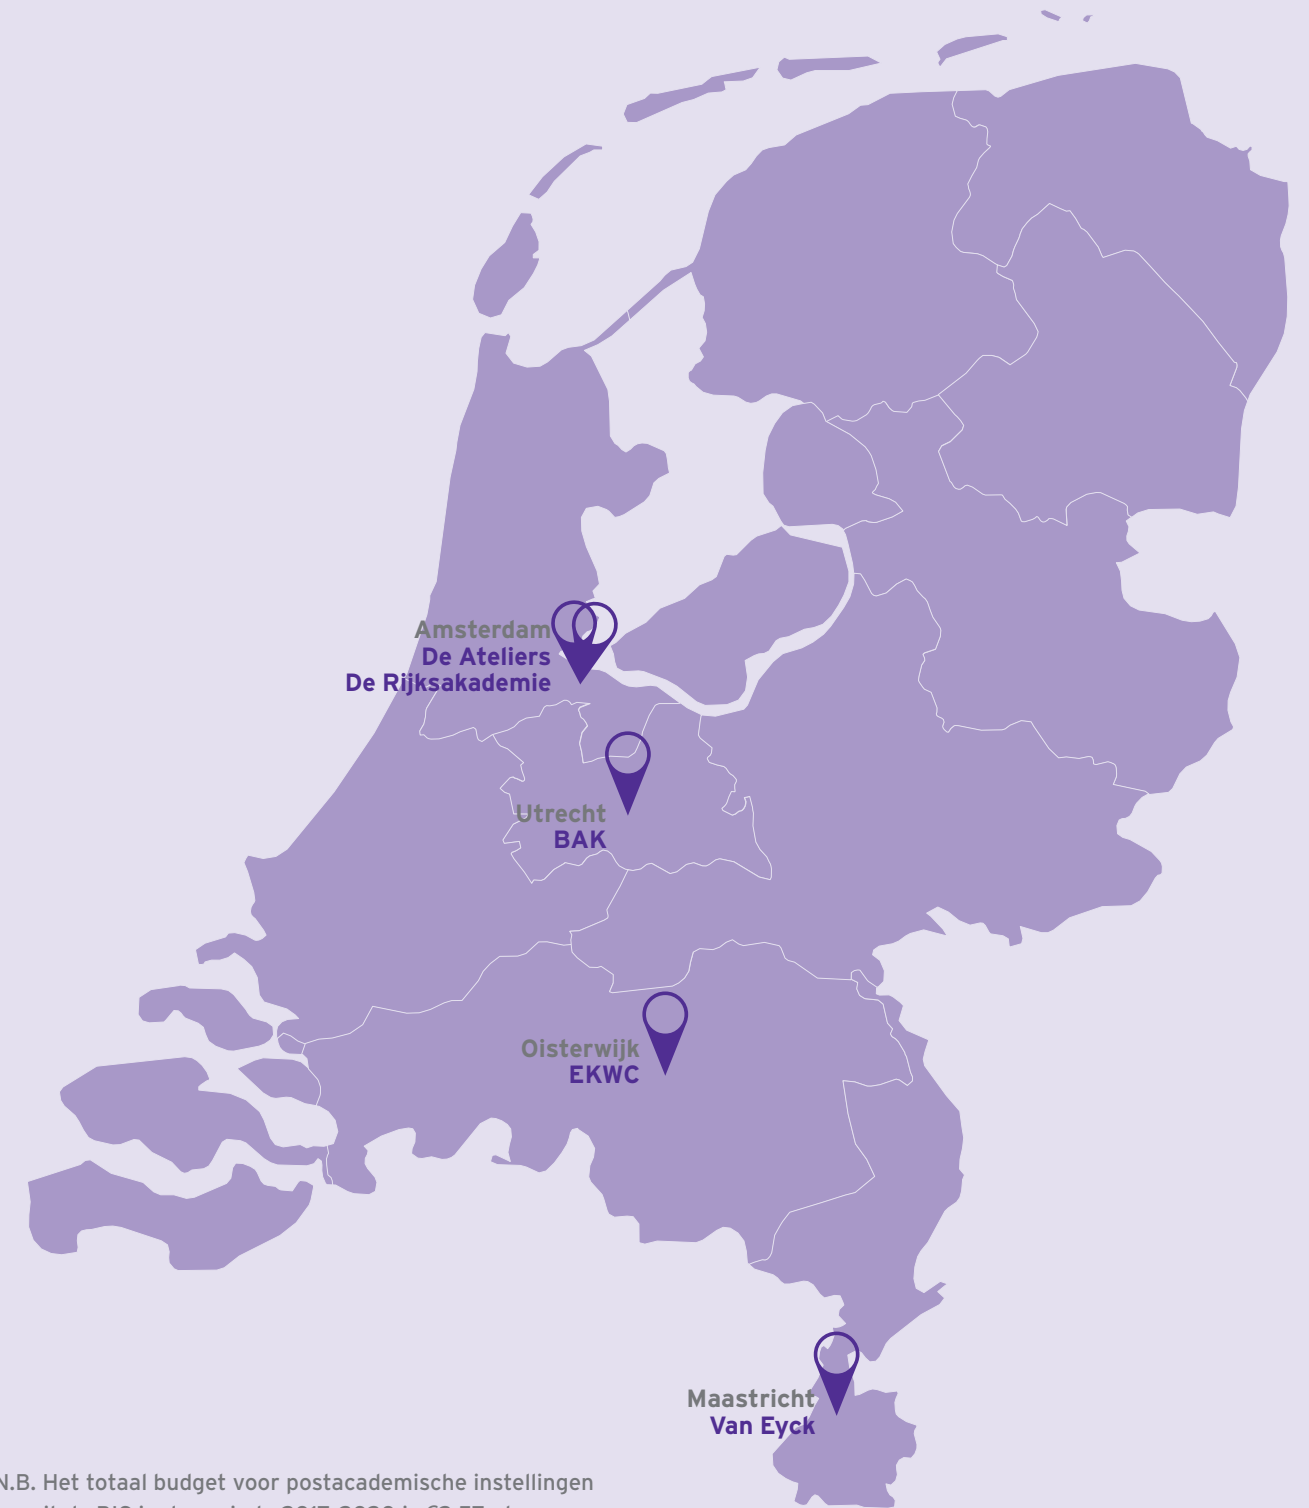 Amsterdam
De Ateliers
De Rijksakademie
Utrecht
BAK
Oisterwijk
EKWC
Maastricht
Van Eyck
N.B. Het totaal budget voor postacademische instellingen